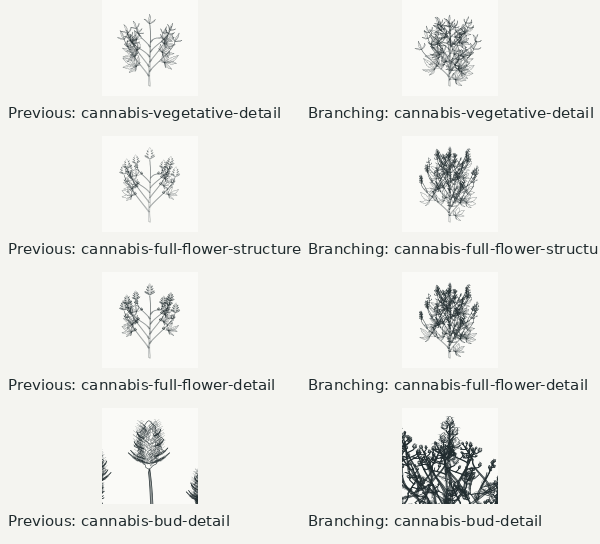 Previous: cannabis-vegetative-detail
Branching: cannabis-vegetative-detail
Previous: cannabis-full-flower-structure
Branching: cannabis-full-flower-structu
Previous: cannabis-full-flower-detail
Branching: cannabis-full-flower-detail
Previous: cannabis-bud-detail
Branching: cannabis-bud-detail